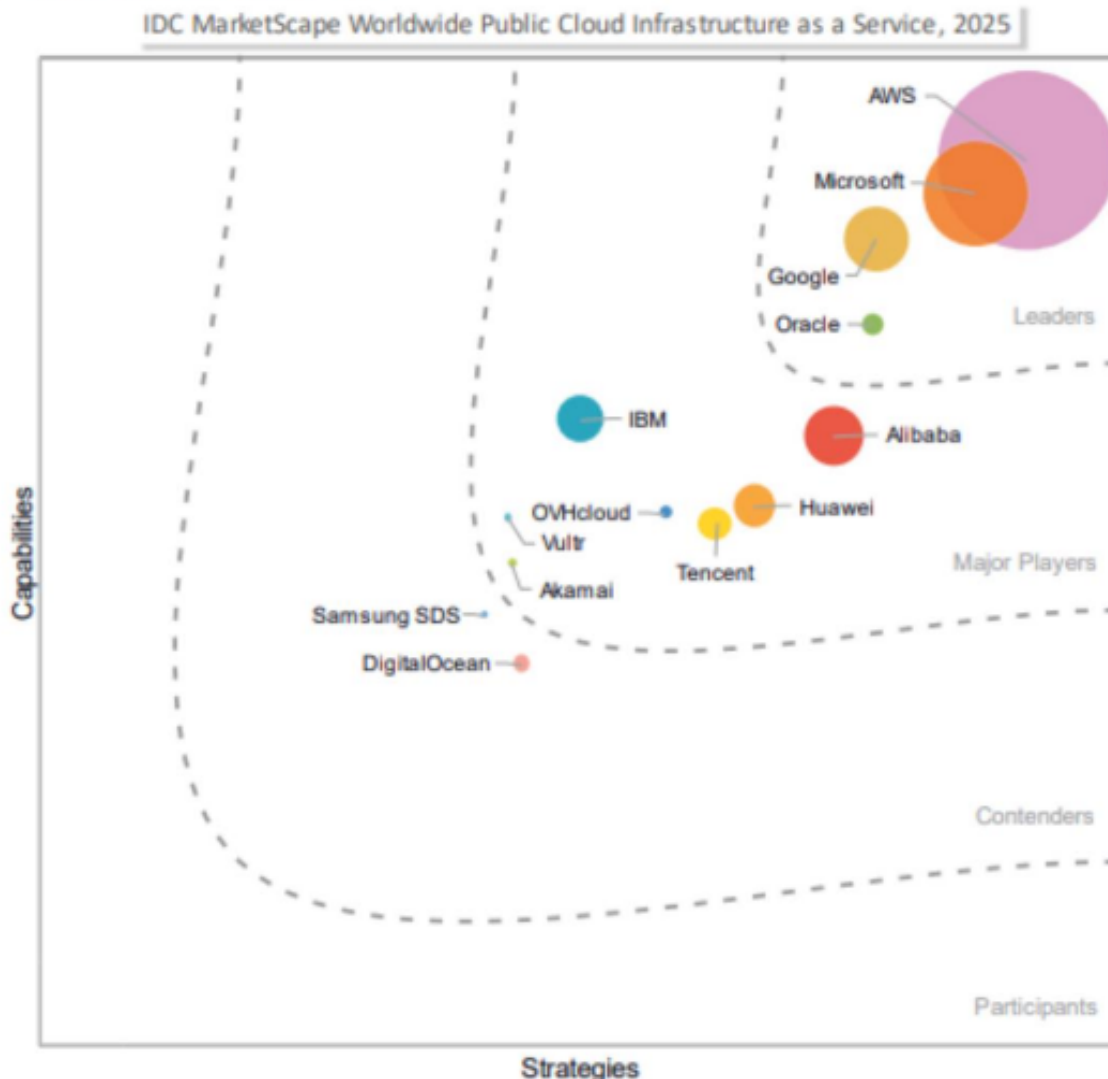 IDC MarketScape Worldwide Public Cloud Infrastructure as a Service, 2025
AWS
Microsoft
Google
Oracle
Leaders
IBM
Alibaba
OVHcloud
Huawei
Vultr
Tencent
Major Players
Akamai
Samsung SDS
DigitalOcean
Capabilities
Contenders
Participants
Strategies